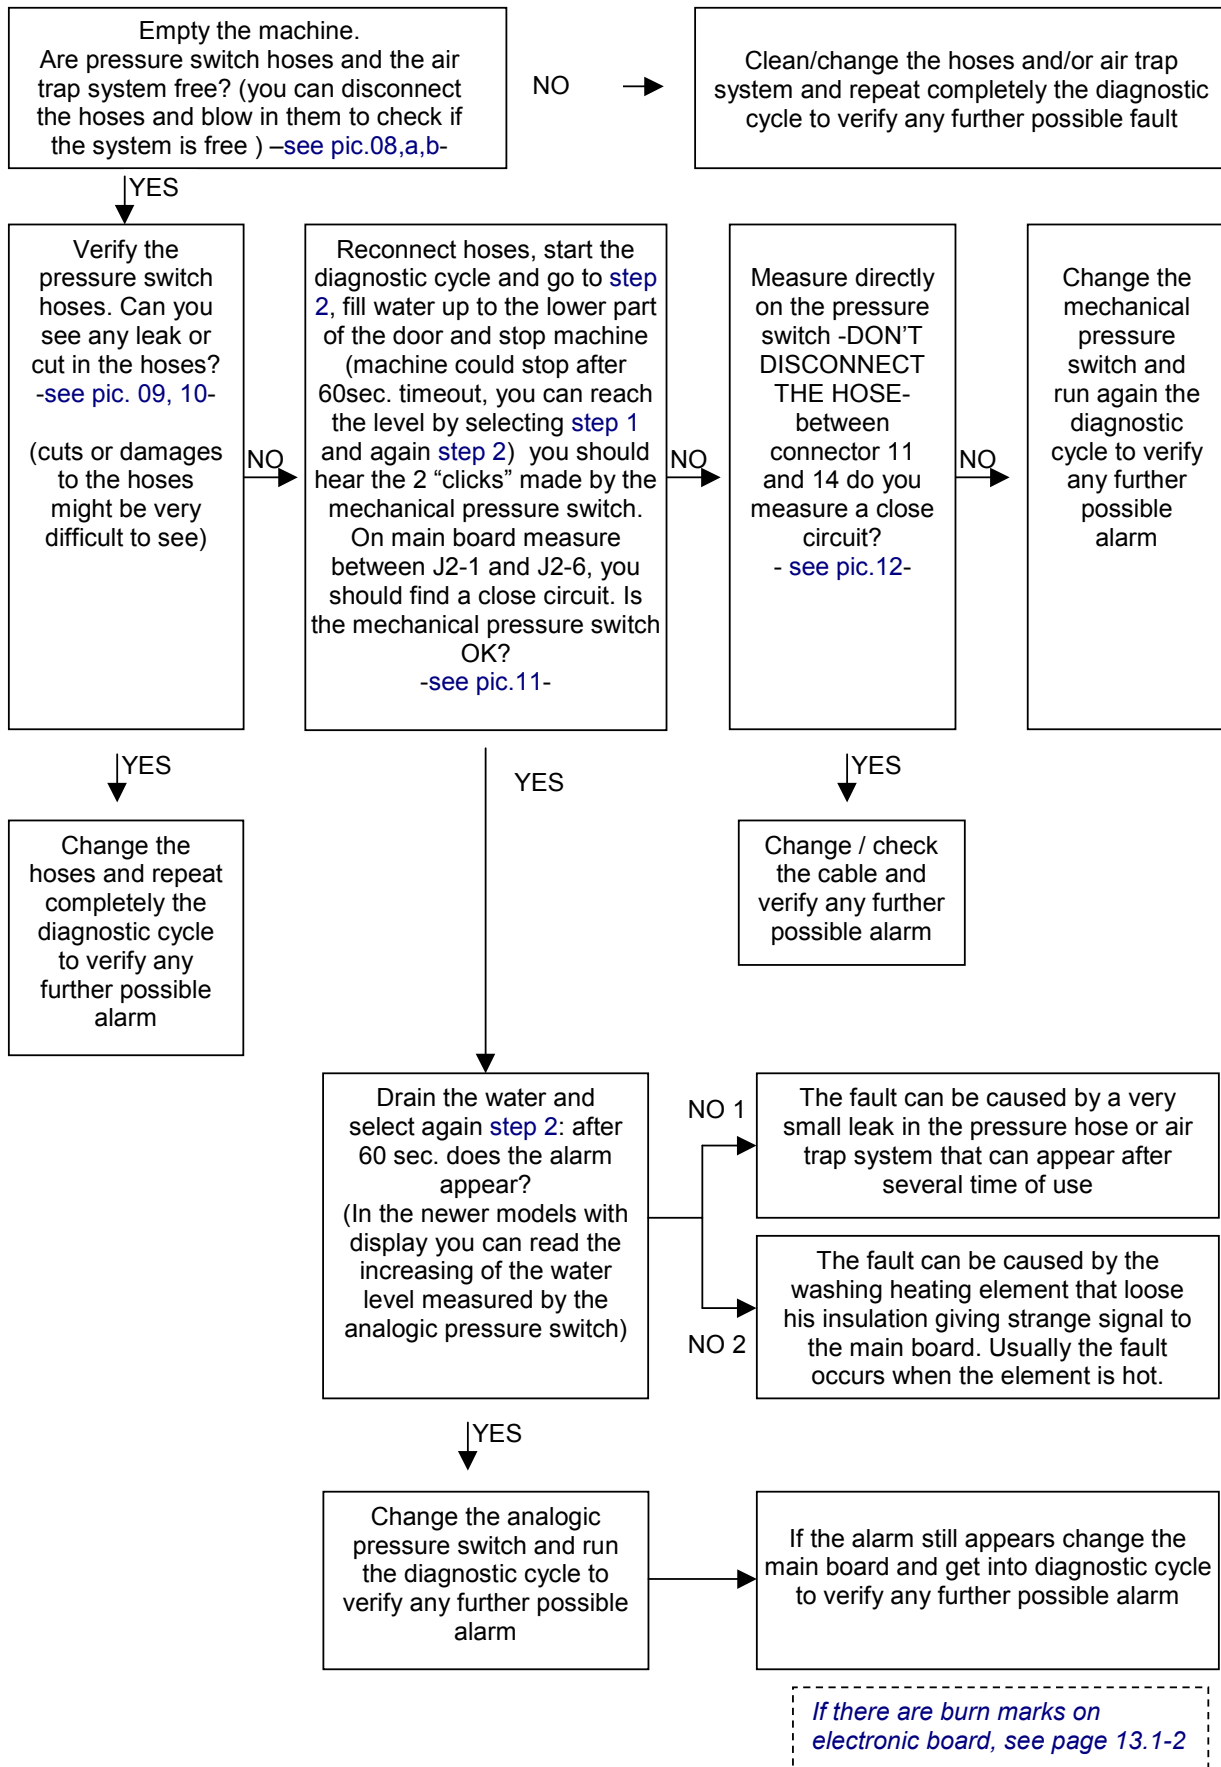 Empty the machine.
Are pressure switch hoses and the air
trap system free? (you can disconnect
the hoses and blow in them to check if
the system is free ) –see pic.08,a,b-
NO
Clean/change the hoses and/or air trap
system and repeat completely the diagnostic
cycle to verify any further possible fault
YES
Verify the
pressure switch
hoses. Can you
see any leak or
cut in the hoses?
-see pic. 09, 10-
(cuts or damages
to the hoses
might be very
difficult to see)
NO
Reconnect hoses, start the
diagnostic cycle and go to step
2, fill water up to the lower part
of the door and stop machine
(machine could stop after
60sec. timeout, you can reach
the level by selecting step 1
and again step 2)  you should
hear the 2 “clicks” made by the
mechanical pressure switch.
On main board measure
between J2-1 and J2-6, you
should find a close circuit. Is
the mechanical pressure switch
OK?
-see pic.11-
NO
Measure directly
on the pressure
switch -DON’T
DISCONNECT
THE HOSE-
between
connector 11
and 14 do you
measure a close
circuit?
- see pic.12-
NO
Change the
mechanical
pressure
switch and
run again the
diagnostic
cycle to verify
any further
possible
alarm
YES
YES
YES
Change the
hoses and repeat
completely the
diagnostic cycle
to verify any
further possible
alarm
Change / check
the cable and
verify any further
possible alarm
Drain the water and
select again step 2: after
60 sec. does the alarm
appear?
(In the newer models with
display you can read the
increasing of the water
level measured by the
analogic pressure switch)
NO 1
The fault can be caused by a very
small leak in the pressure hose or air
trap system that can appear after
several time of use
NO 2
The fault can be caused by the
washing heating element that loose
his insulation giving strange signal to
the main board. Usually the fault
occurs when the element is hot.
YES
Change the analogic
pressure switch and run
the diagnostic cycle to
verify any further possible
alarm
If the alarm still appears change the
main board and get into diagnostic cycle
to verify any further possible alarm
If there are burn marks on
electronic board, see page 13.1-2